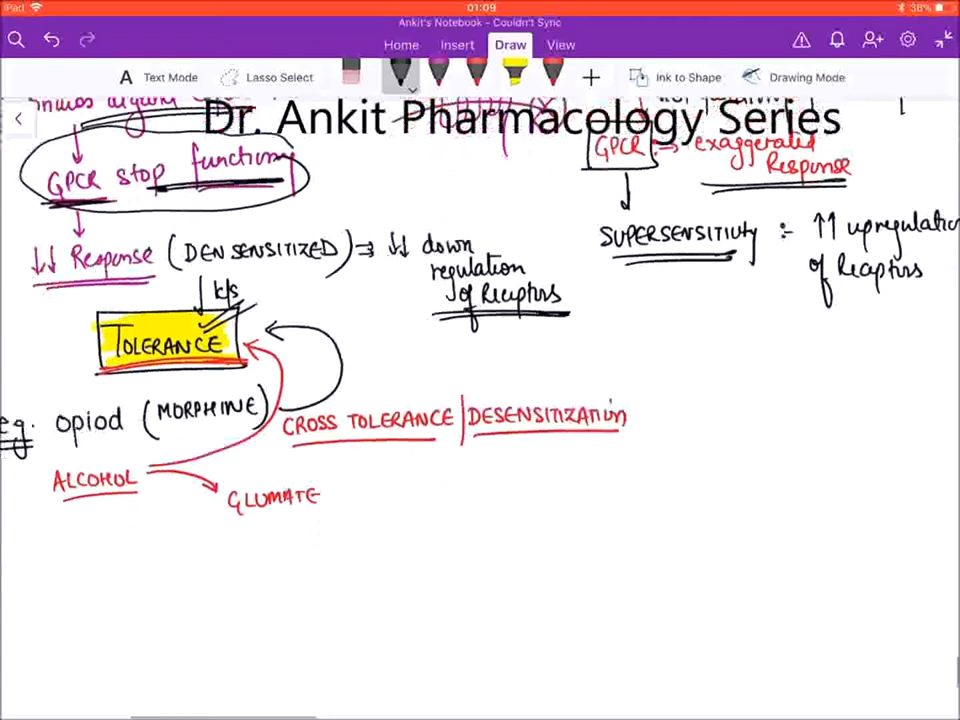 iPad 01:09 38%
Ankit's Notebook - Couldn't Sync
Home Insert Draw View
Text Mode Lasso Select Ink to Shape Drawing Mode
Dr. Ankit Pharmacology Series
GPCR stop function
GPCR :→ exaggerated
Response
↓↓ Response (DENSENSITIZED) ⇒ ↓↓ down
regulation
of Receptors
SUPERSENSITIVITY :- ↑↑ upregulation
of Receptors
k/s
TOLERANCE
eg. opiod (MORPHINE)
CROSS TOLERANCE | DESENSITIZATION
ALCOHOL
GLUMATE